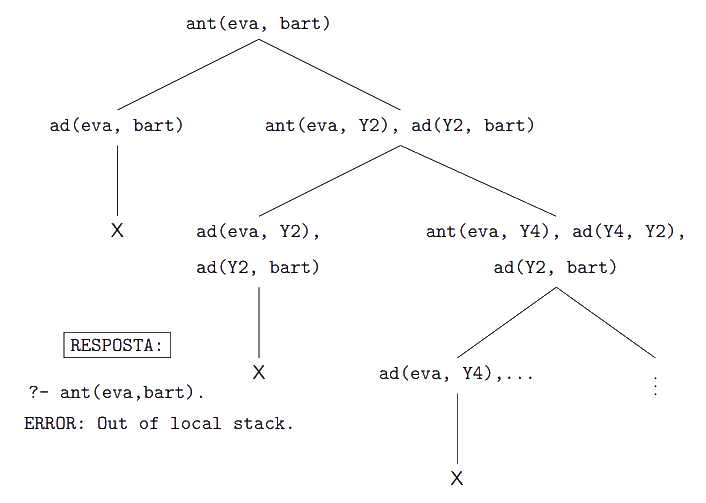 ant(eva, bart)
ad(eva, bart)
ant(eva, Y2), ad(Y2, bart)
X
ad(eva, Y2),
ad(Y2, bart)
ant(eva, Y4), ad(Y4, Y2),
ad(Y2, bart)
RESPOSTA:
?- ant(eva,bart).
ERROR: Out of local stack.
X
ad(eva, Y4),...
⋮
X